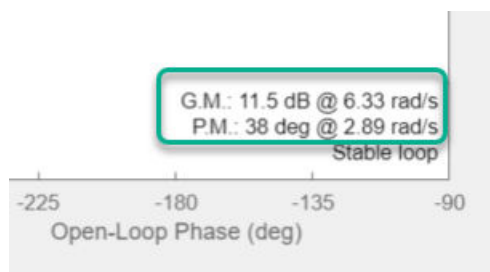 G.M.: 11.5 dB @ 6.33 rad/s
P.M.: 38 deg @ 2.89 rad/s
Stable loop
-225 -180 -135 -90
Open-Loop Phase (deg)